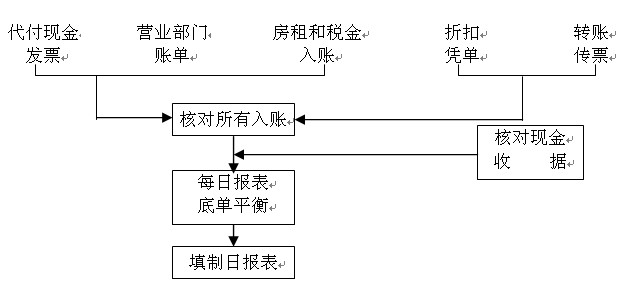 代付现金 营业部门 房租和税金 折扣 转账
发票 账单 入账 凭单 传票
核对所有入账
核对现金
收 据
每日报表
底单平衡
填制日报表